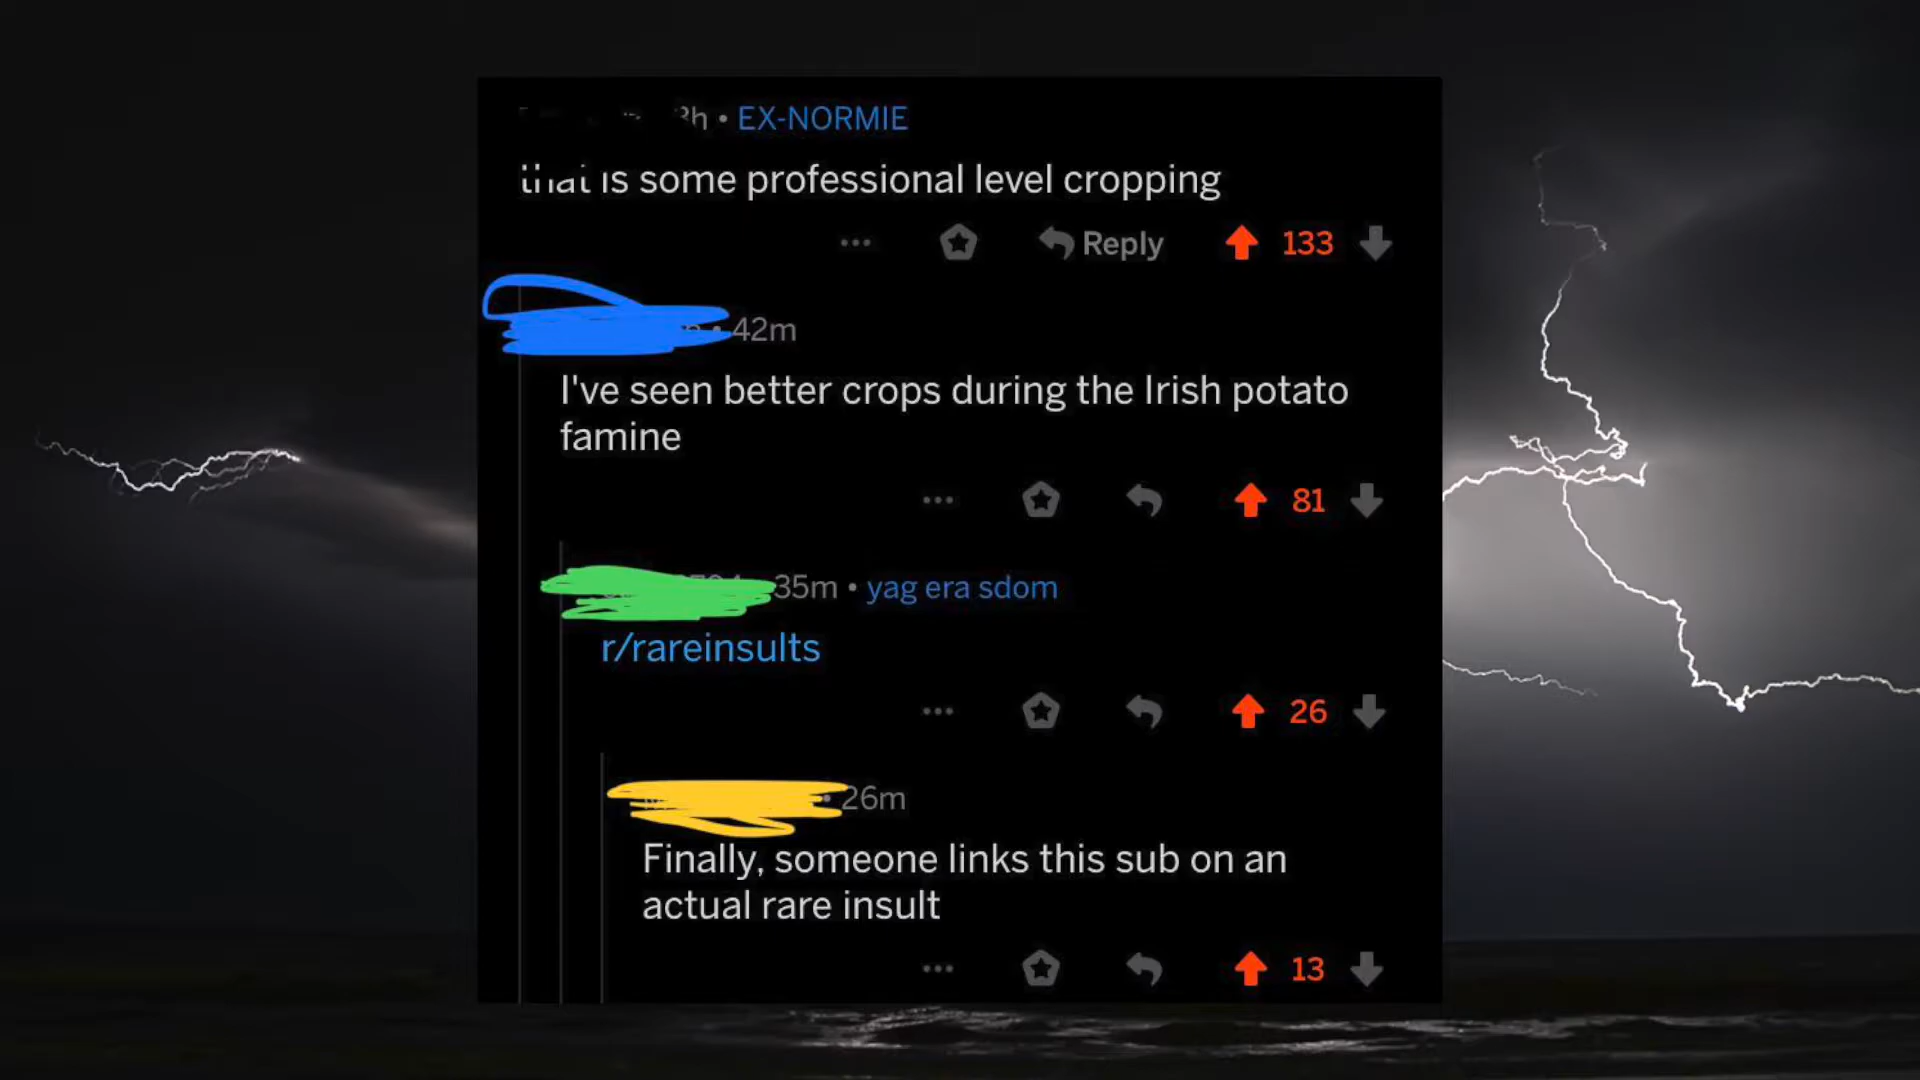 • EX-NORMIE
that is some professional level cropping
Reply 133
• 42m
I've seen better crops during the Irish potato
famine
81
35m • yag era sdom
r/rareinsults
26
26m
Finally, someone links this sub on an
actual rare insult
13